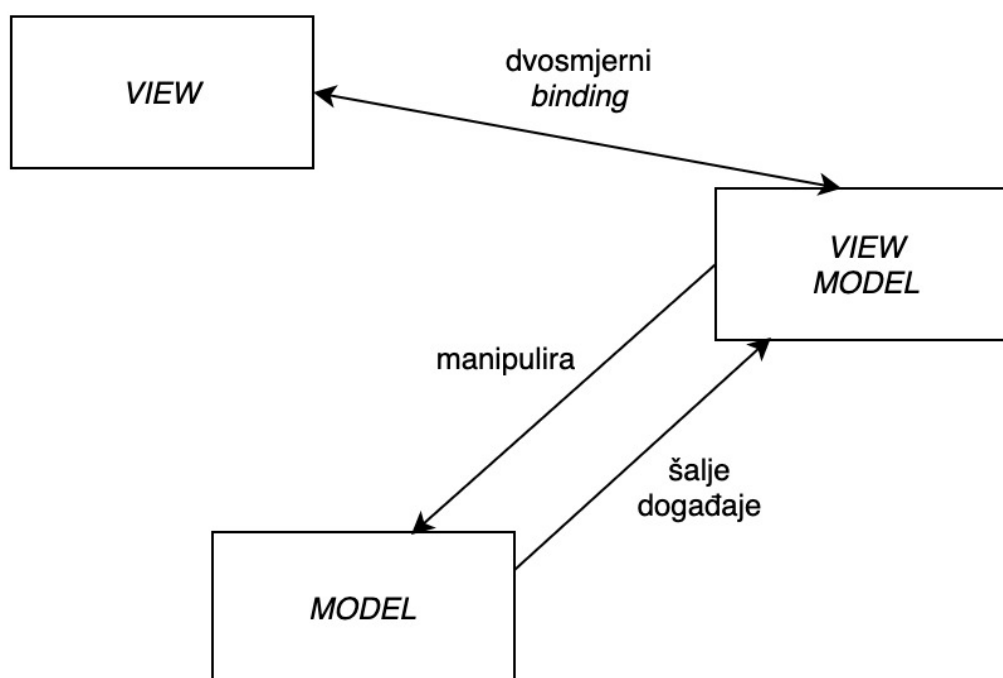 dvosmjerni
binding
VIEW
VIEW
MODEL
manipulira
šalje
događaje
MODEL